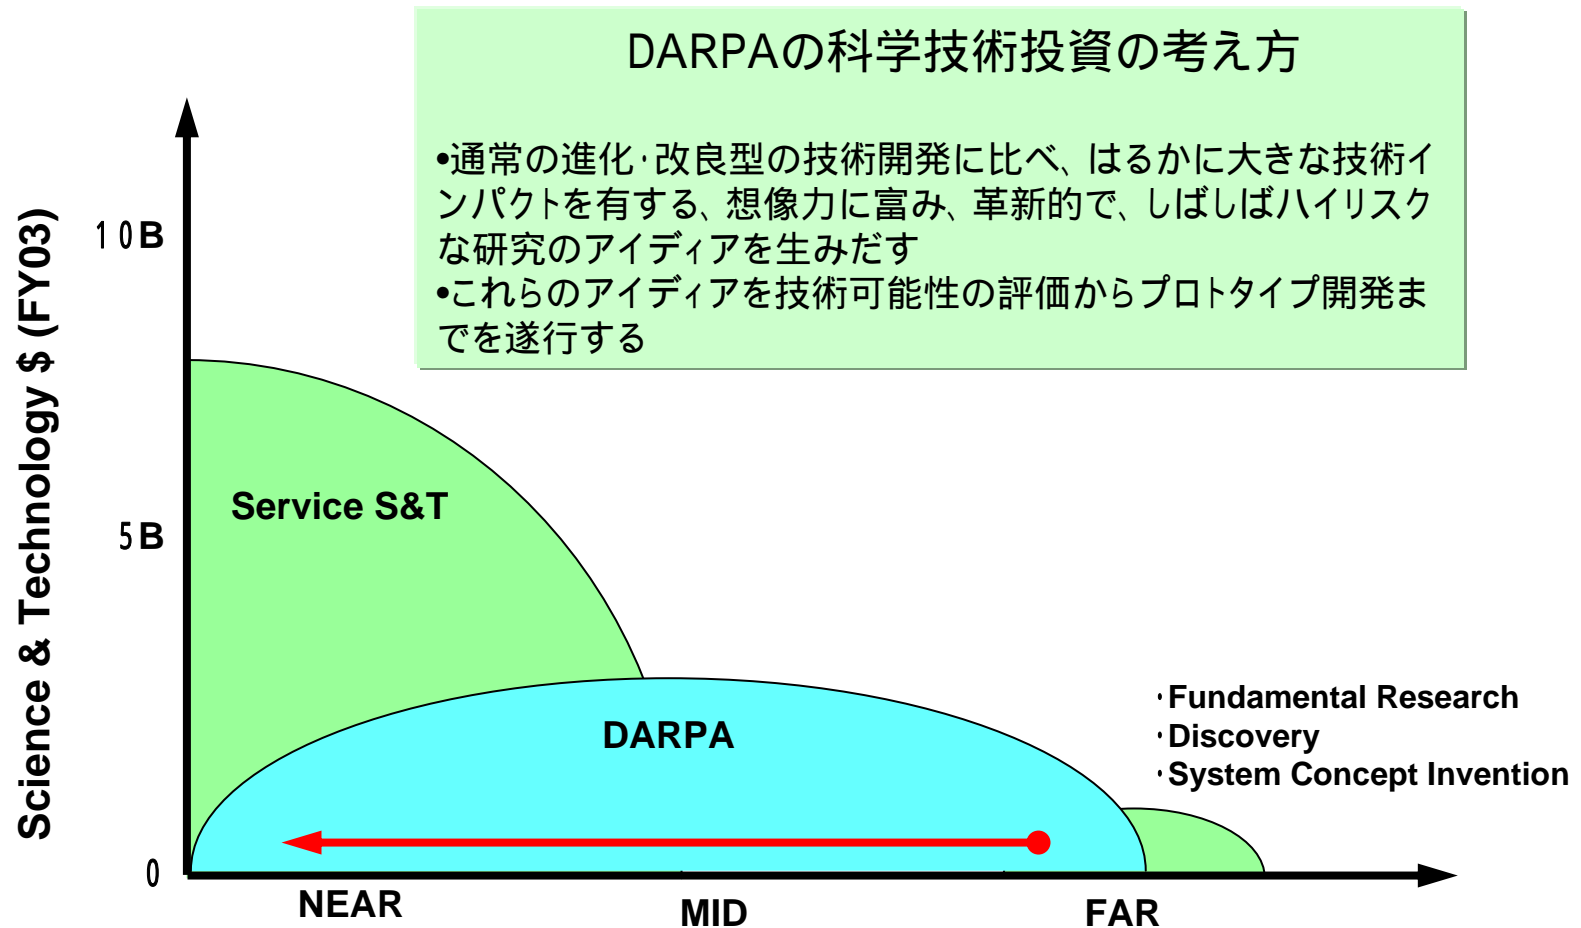 DARPAの科学技術投資の考え方
•通常の進化・改良型の技術開発に比べ、はるかに大きな技術イ
ンパクトを有する、想像力に富み、革新的で、しばしばハイリスク
な研究のアイディアを生みだす
•これらのアイディアを技術可能性の評価からプロトタイプ開発ま
でを遂行する
Science & Technology $ (FY03)
10B
5B
0
Service S&T
DARPA
・Fundamental Research
・Discovery
・System Concept Invention
NEAR
MID
FAR